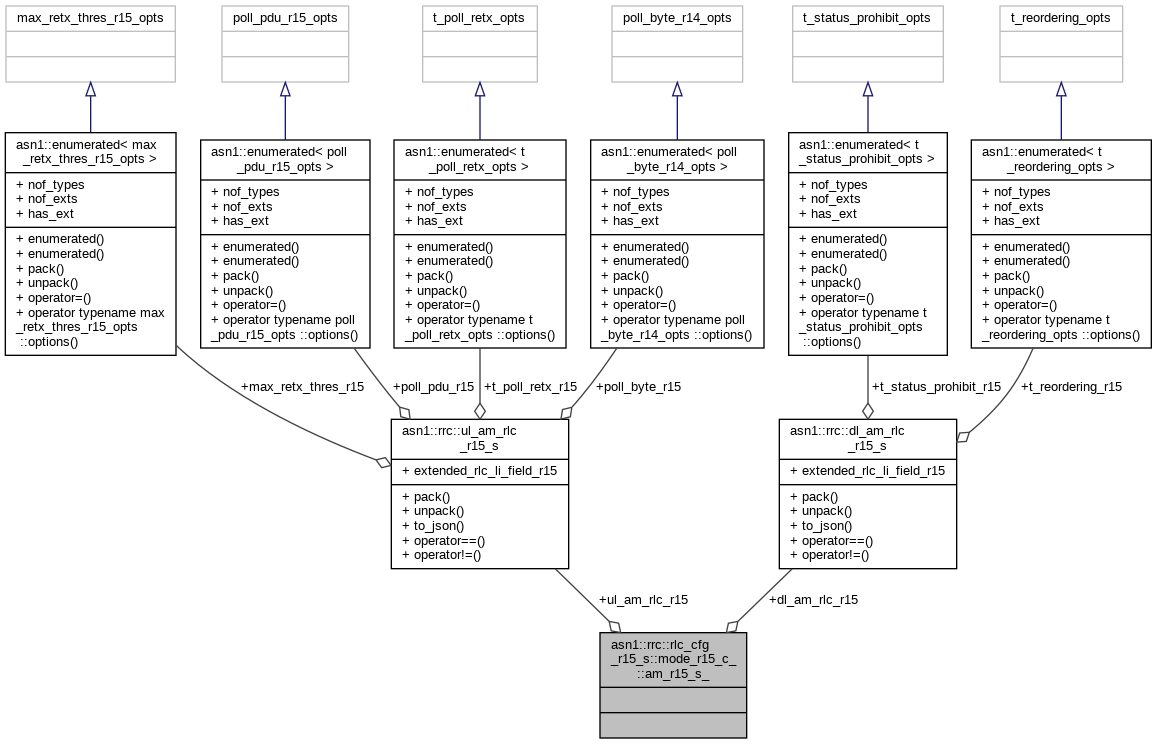 max_retx_thres_r15_opts
poll_pdu_r15_opts
t_poll_retx_opts
poll_byte_r14_opts
t_status_prohibit_opts
t_reordering_opts
asn1::enumerated< max
_retx_thres_r15_opts >
+ nof_types
+ nof_exts
+ has_ext
+ enumerated()
+ enumerated()
+ pack()
+ unpack()
+ operator=()
+ operator typename max
_retx_thres_r15_opts
::options()
asn1::enumerated< poll
_pdu_r15_opts >
+ nof_types
+ nof_exts
+ has_ext
+ enumerated()
+ enumerated()
+ pack()
+ unpack()
+ operator=()
+ operator typename poll
_pdu_r15_opts ::options()
asn1::enumerated< t
_poll_retx_opts >
+ nof_types
+ nof_exts
+ has_ext
+ enumerated()
+ enumerated()
+ pack()
+ unpack()
+ operator=()
+ operator typename t
_poll_retx_opts ::options()
asn1::enumerated< poll
_byte_r14_opts >
+ nof_types
+ nof_exts
+ has_ext
+ enumerated()
+ enumerated()
+ pack()
+ unpack()
+ operator=()
+ operator typename poll
_byte_r14_opts ::options()
asn1::enumerated< t
_status_prohibit_opts >
+ nof_types
+ nof_exts
+ has_ext
+ enumerated()
+ enumerated()
+ pack()
+ unpack()
+ operator=()
+ operator typename t
_status_prohibit_opts
::options()
asn1::enumerated< t
_reordering_opts >
+ nof_types
+ nof_exts
+ has_ext
+ enumerated()
+ enumerated()
+ pack()
+ unpack()
+ operator=()
+ operator typename t
_reordering_opts ::options()
+max_retx_thres_r15
+poll_pdu_r15
+t_poll_retx_r15
+poll_byte_r15
+t_status_prohibit_r15
+t_reordering_r15
asn1::rrc::ul_am_rlc
_r15_s
+ extended_rlc_li_field_r15
+ pack()
+ unpack()
+ to_json()
+ operator==()
+ operator!=()
asn1::rrc::dl_am_rlc
_r15_s
+ extended_rlc_li_field_r15
+ pack()
+ unpack()
+ to_json()
+ operator==()
+ operator!=()
+ul_am_rlc_r15
+dl_am_rlc_r15
asn1::rrc::rlc_cfg
_r15_s::mode_r15_c_
::am_r15_s_